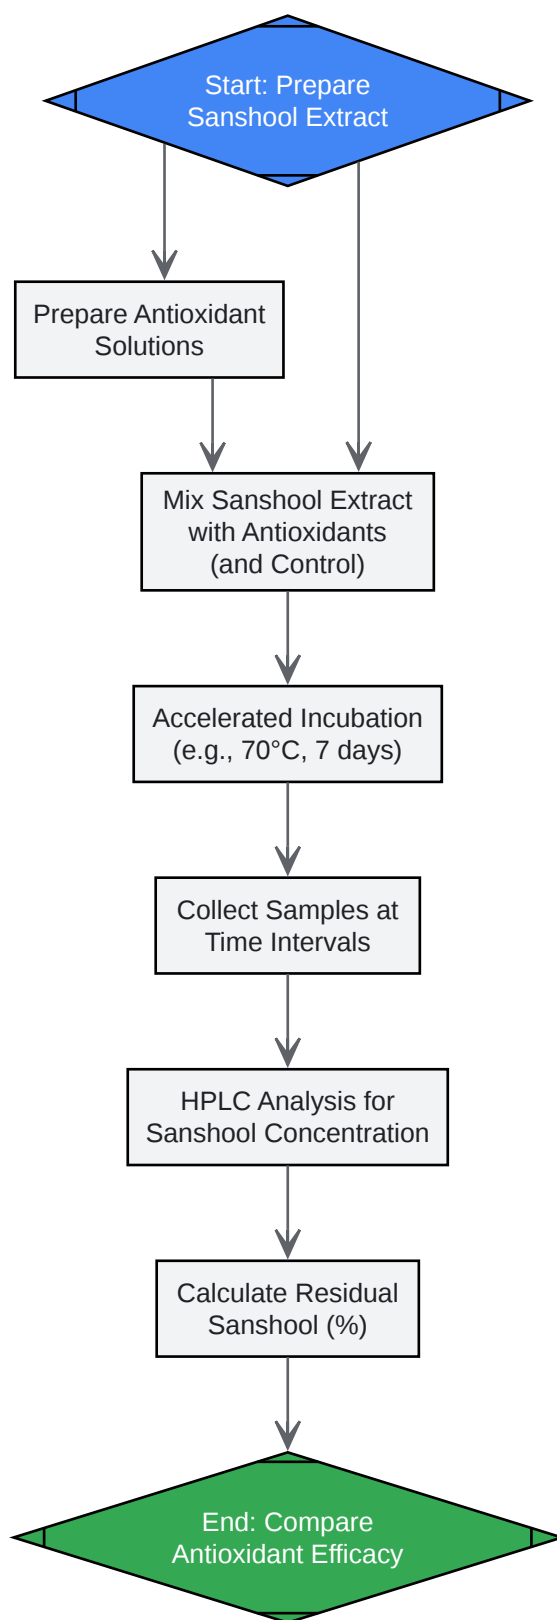 Start: Prepare
Sanshool Extract
Prepare Antioxidant
Solutions
Mix Sanshool Extract
with Antioxidants
(and Control)
Accelerated Incubation
(e.g., 70°C, 7 days)
Collect Samples at
Time Intervals
HPLC Analysis for
Sanshool Concentration
Calculate Residual
Sanshool (%)
End: Compare
Antioxidant Efficacy